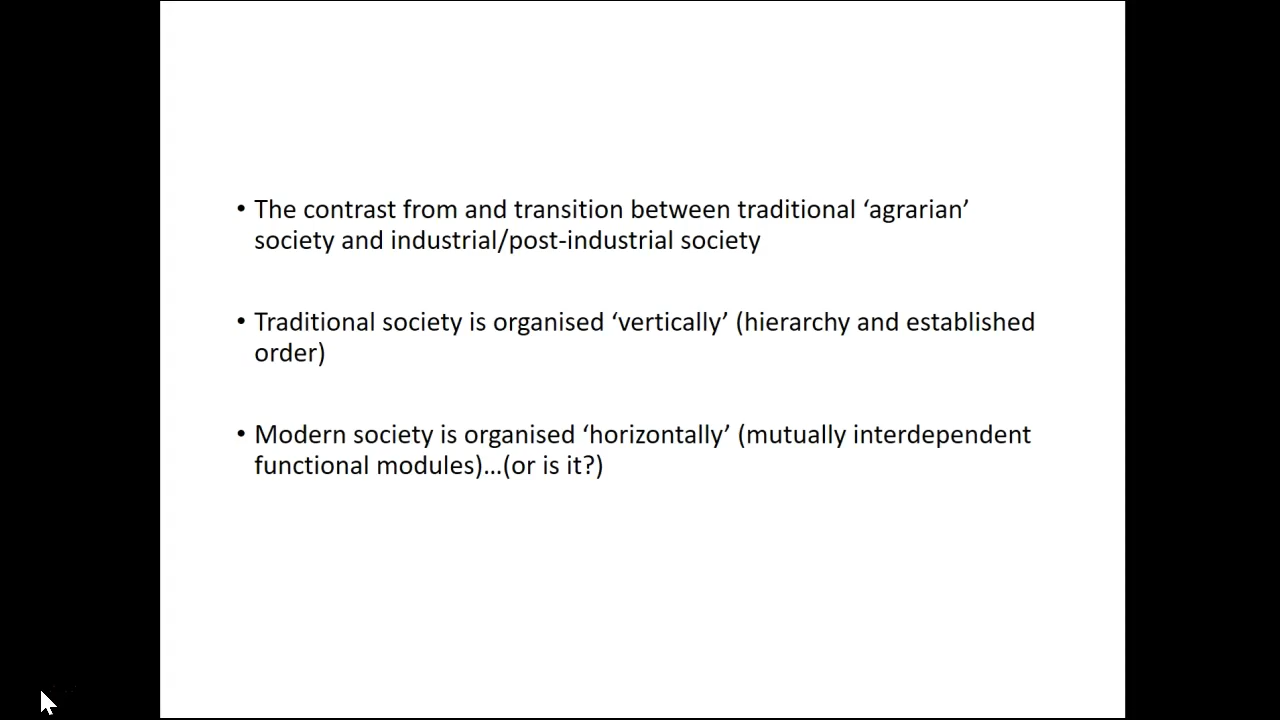 • The contrast from and transition between traditional ‘agrarian’
society and industrial/post-industrial society
• Traditional society is organised ‘vertically’ (hierarchy and established
order)
• Modern society is organised ‘horizontally’ (mutually interdependent
functional modules)...(or is it?)